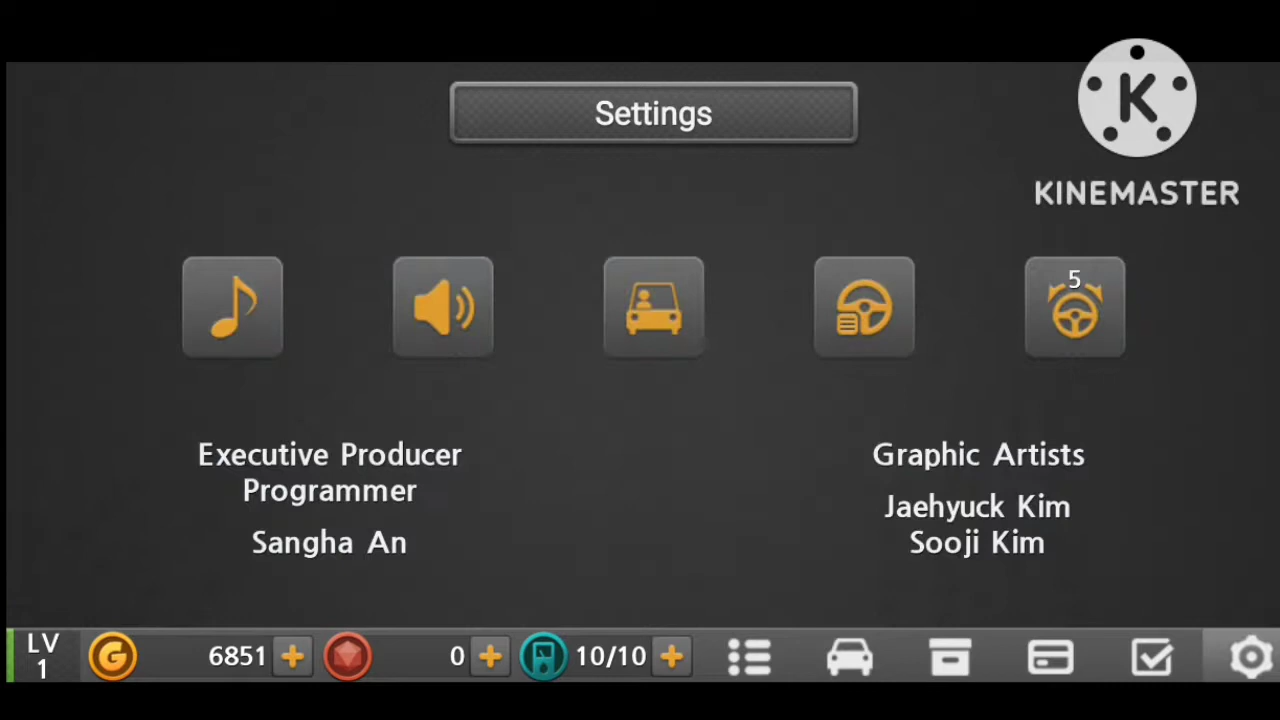 Settings
K
KINEMASTER
5
Executive Producer
Programmer
Sangha An
Graphic Artists
Jaehyuck Kim
Sooji Kim
LV
1
G
6851
0
10/10